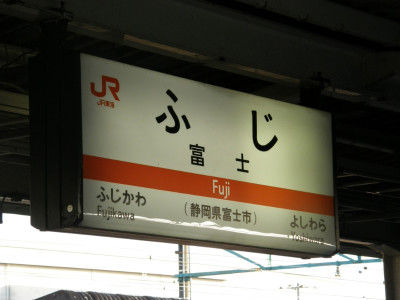 JR
JR東海
ふじ
富士
Fuji
ふじかわ
Fujikawa
(静岡県富士市)
よしわら
Yoshiwara